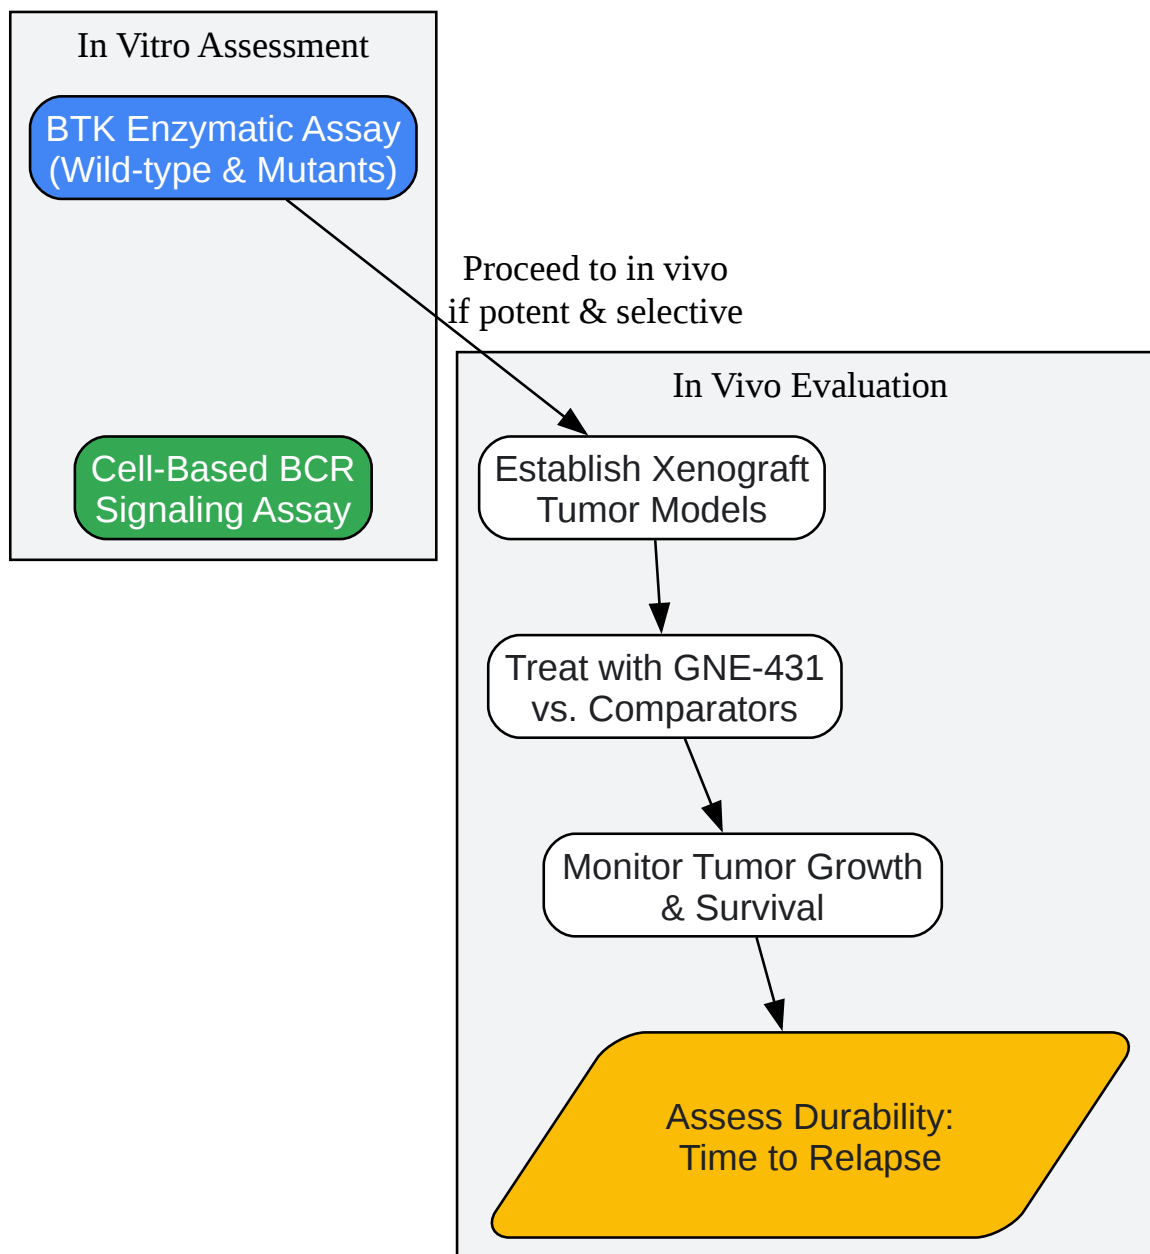 In Vitro Assessment
BTK Enzymatic Assay
(Wild-type & Mutants)
Proceed to in vivo
if potent & selective
In Vivo Evaluation
Cell-Based BCR
Signaling Assay
Establish Xenograft
Tumor Models
Treat with GNE-431
vs. Comparators
Monitor Tumor Growth
& Survival
Assess Durability:
Time to Relapse